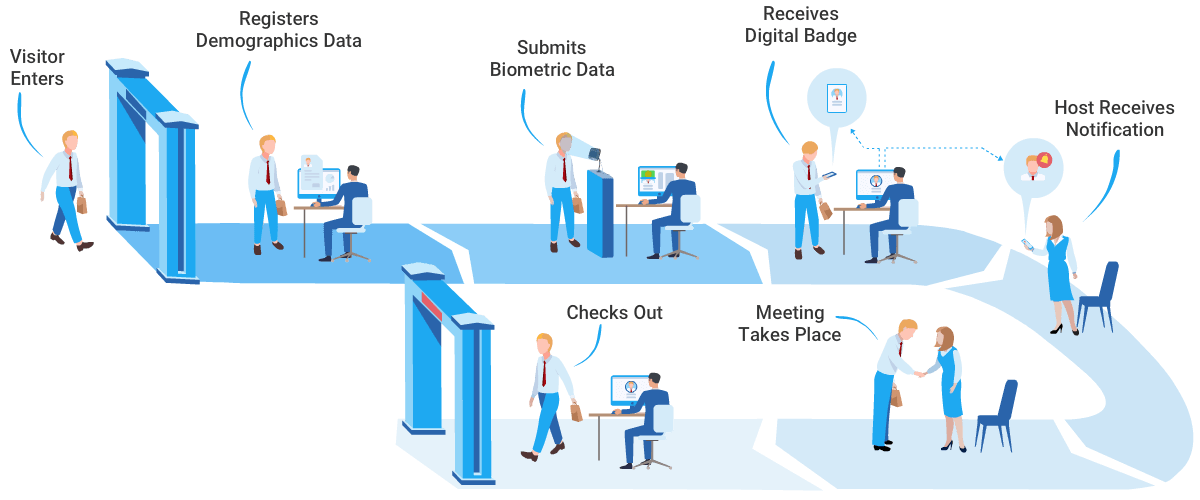 Visitor
Enters
Registers
Demographics Data
Submits
Biometric Data
Receives
Digital Badge
Host Receives
Notification
Meeting
Takes Place
Checks Out